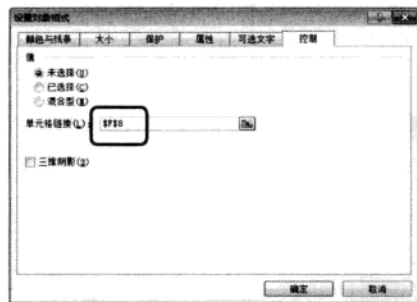 设置对象格式
颜色与线条 大小 保护 属性 可选文字 控制
值
未选择(U)
已选择(C)
混合型(M)
单元格链接(L): $F$8
三维阴影(3)
确定 取消